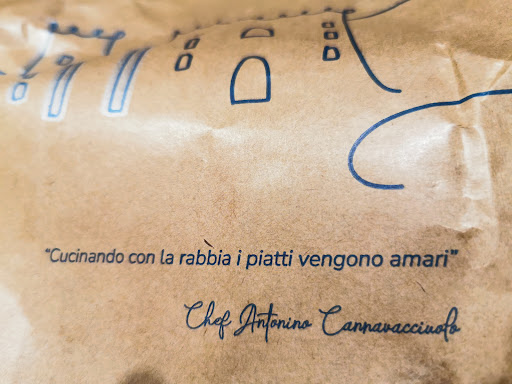 “Cucinando con la rabbia i piatti vengono amari”
Chef Antonino Cannavacciuolo